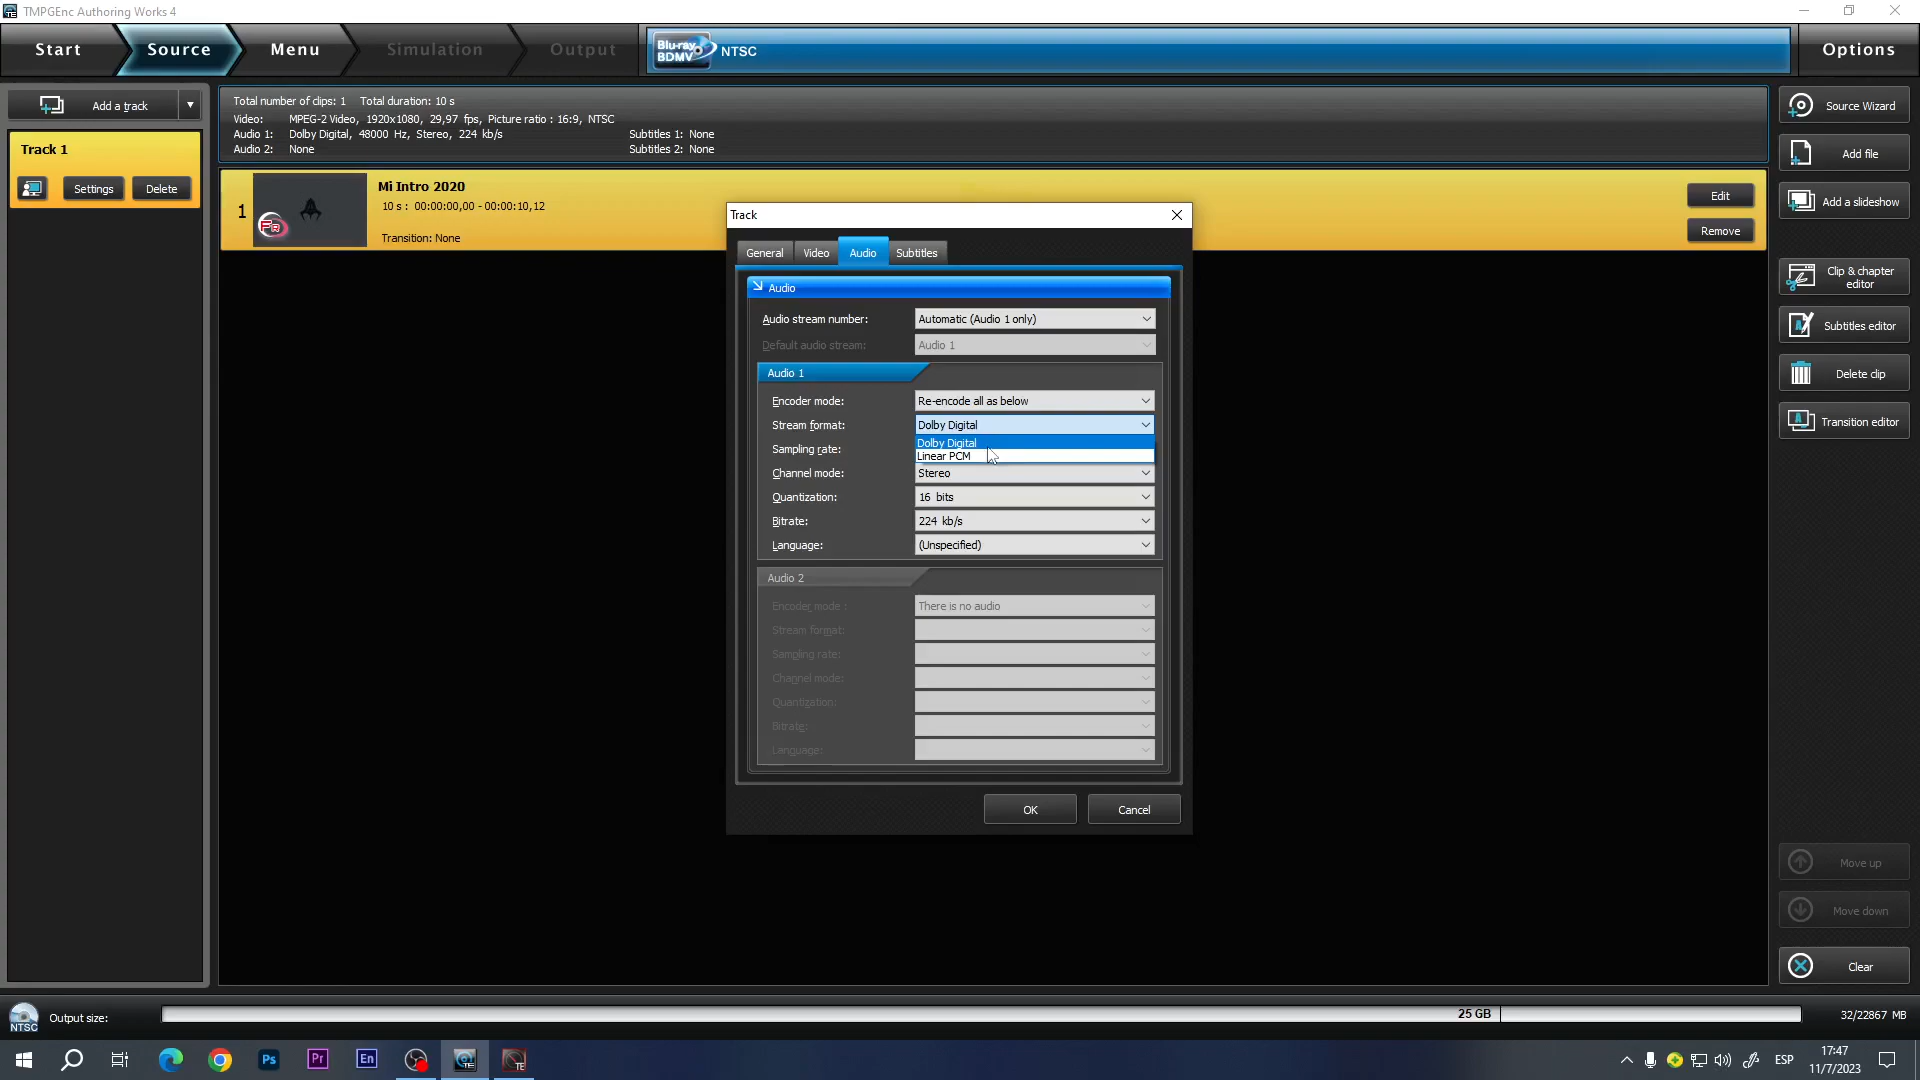 TMPGEnc Authoring Works 4
Start
Source
Menu
Simulation
Output
Blu-ray
BDMV
NTSC
Options
Add a track
Track 1
Settings
Delete
Total number of clips: 1 Total duration: 10 s
Video: MPEG-2 Video, 1920x1080, 29,97 fps, Picture ratio : 16:9, NTSC
Audio 1: Dolby Digital, 48000 Hz, Stereo, 224 kb/s Subtitles 1: None
Audio 2: None Subtitles 2: None
1
FR
Mi Intro 2020
10 s : 00:00:00,00 - 00:00:10,12
Transition: None
Edit
Remove
Source Wizard
Add file
Add a slideshow
Clip & chapter
editor
Subtitles editor
Delete clip
Transition editor
Move up
Move down
Clear
Track
General
Video
Audio
Subtitles
Audio
Audio stream number: Automatic (Audio 1 only)
Default audio stream: Audio 1
Audio 1
Encoder mode: Re-encode all as below
Stream format: Dolby Digital
Dolby Digital
Linear PCM
Sampling rate:
Channel mode: Stereo
Quantization: 16 bits
Bitrate: 224 kb/s
Language: (Unspecified)
Audio 2
Encoder mode : There is no audio
Stream format:
Sampling rate:
Channel mode:
Quantization:
Bitrate:
Language:
OK
Cancel
NTSC
Output size:
25 GB
32/22867 MB
Ps
Pr
En
TE
TE
ESP
17:47
11/7/2023